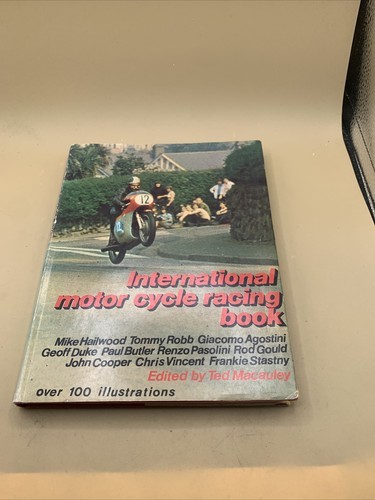 12
International
motor cycle racing
book
Mike Hailwood Tommy Robb Giacomo Agostini
Geoff Duke Paul Butler Renzo Pasolini Rod Gould
John Cooper Chris Vincent Frankie Stastny
Edited by Ted Macauley
over 100 illustrations